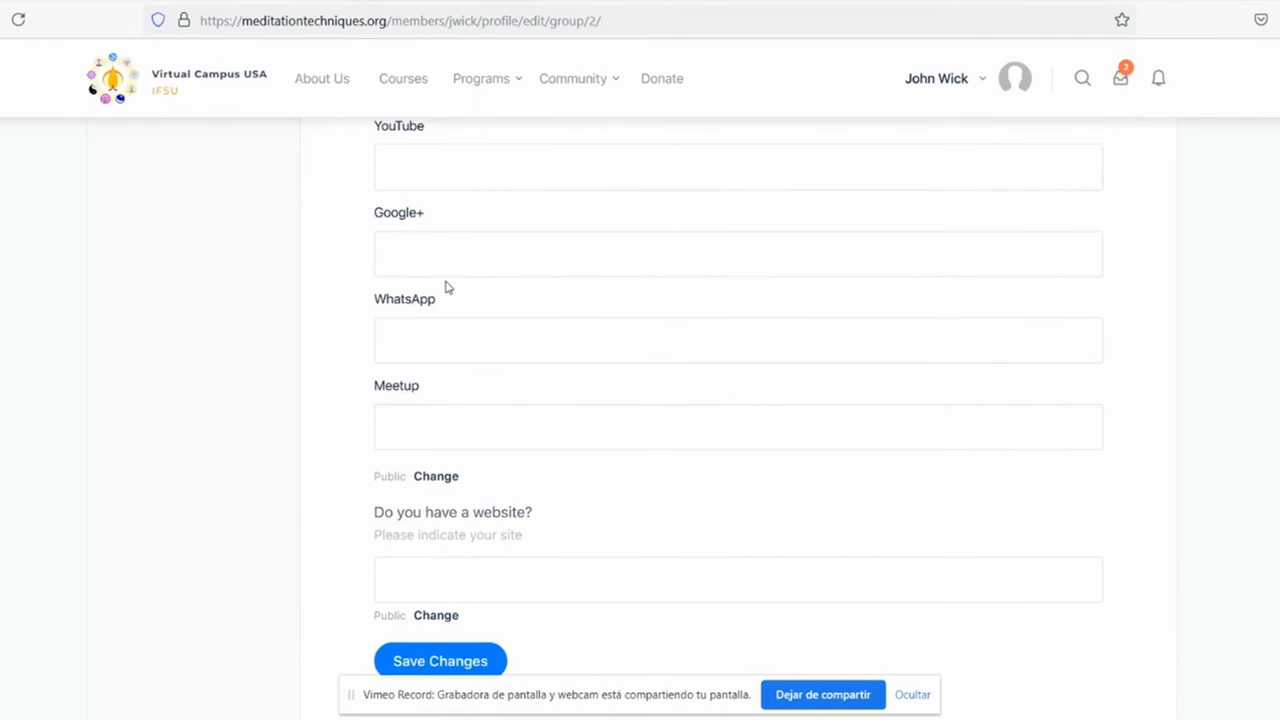 https://meditationtechniques.org/members/jwick/profile/edit/group/2/
Virtual Campus USA
IFSU
About Us Courses Programs Community Donate
John Wick
2
YouTube
Google+
WhatsApp
Meetup
Public Change
Do you have a website?
Please indicate your site
Public Change
Save Changes
Vimeo Record: Grabadora de pantalla y webcam está compartiendo tu pantalla. Dejar de compartir Ocultar